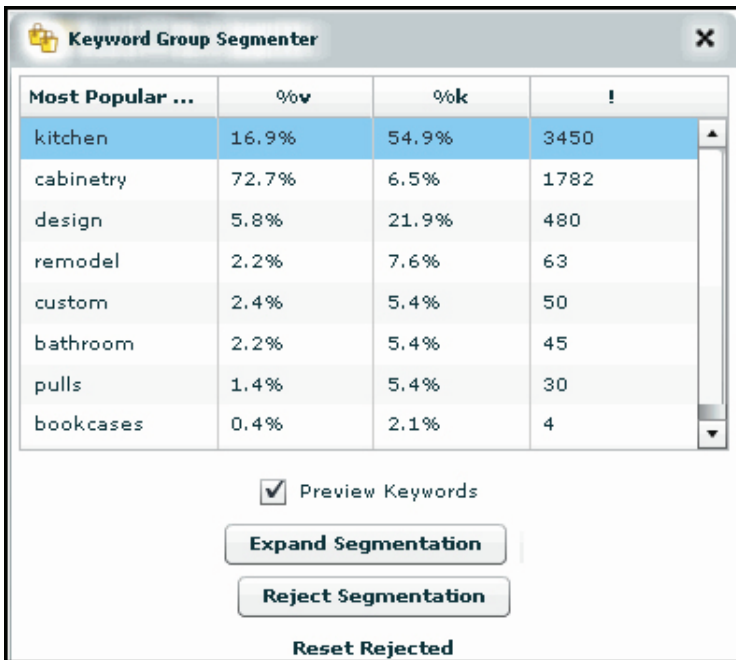 Keyword Group Segmenter
Most Popular ... %v %k !
kitchen 16.9% 54.9% 3450
cabinetry 72.7% 6.5% 1782
design 5.8% 21.9% 480
remodel 2.2% 7.6% 63
custom 2.4% 5.4% 50
bathroom 2.2% 5.4% 45
pulls 1.4% 5.4% 30
bookcases 0.4% 2.1% 4
Preview Keywords
Expand Segmentation
Reject Segmentation
Reset Rejected